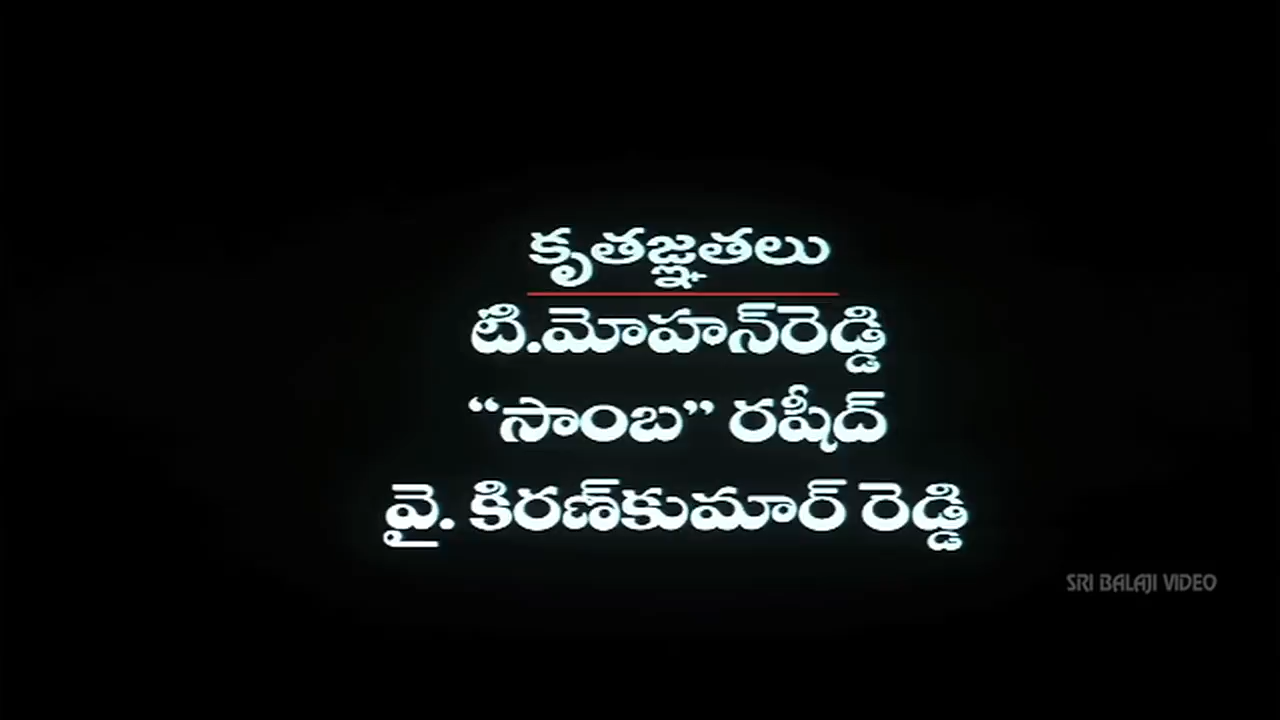 కృతజ్ఞతలు
టి.మోహన్‌రెడ్డి
“సాంబ” రషీద్
వై. కిరణ్‌కుమార్ రెడ్డి
SRI BALAJI VIDEO